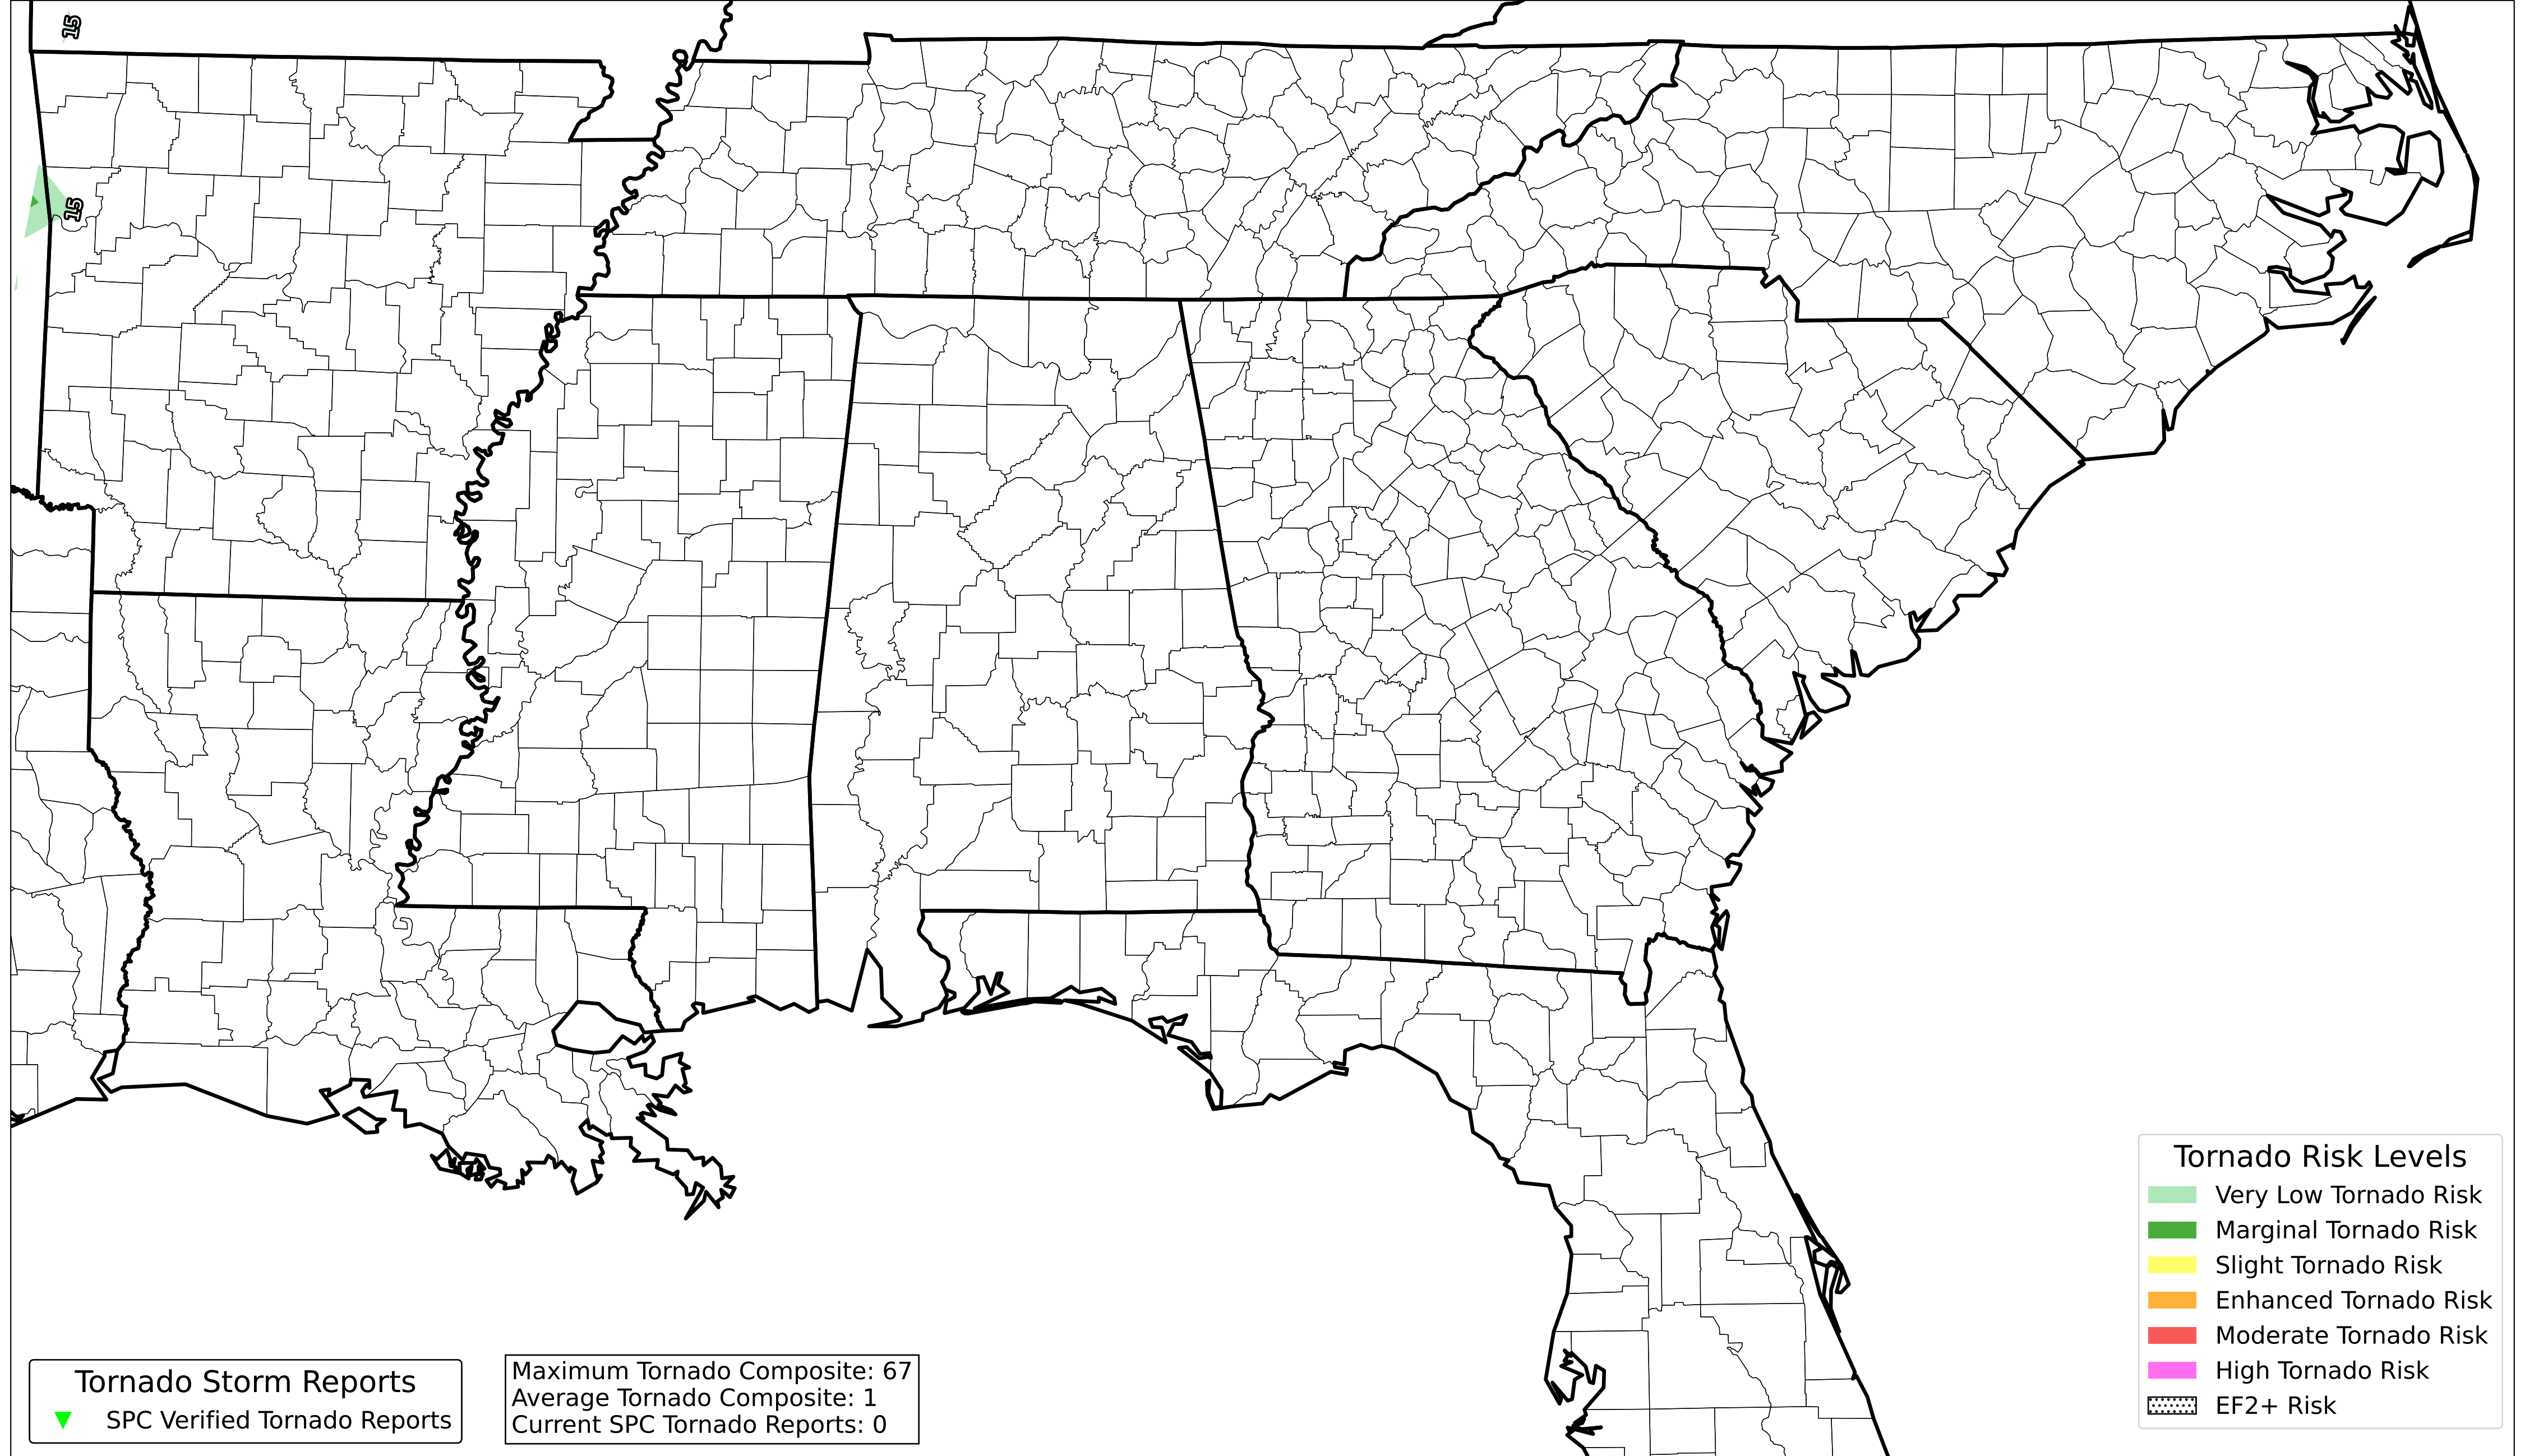 15
15
Tornado Risk Levels
Very Low Tornado Risk
Marginal Tornado Risk
Slight Tornado Risk
Enhanced Tornado Risk
Moderate Tornado Risk
High Tornado Risk
EF2+ Risk
Tornado Storm Reports
SPC Verified Tornado Reports
Maximum Tornado Composite: 67
Average Tornado Composite: 1
Current SPC Tornado Reports: 0